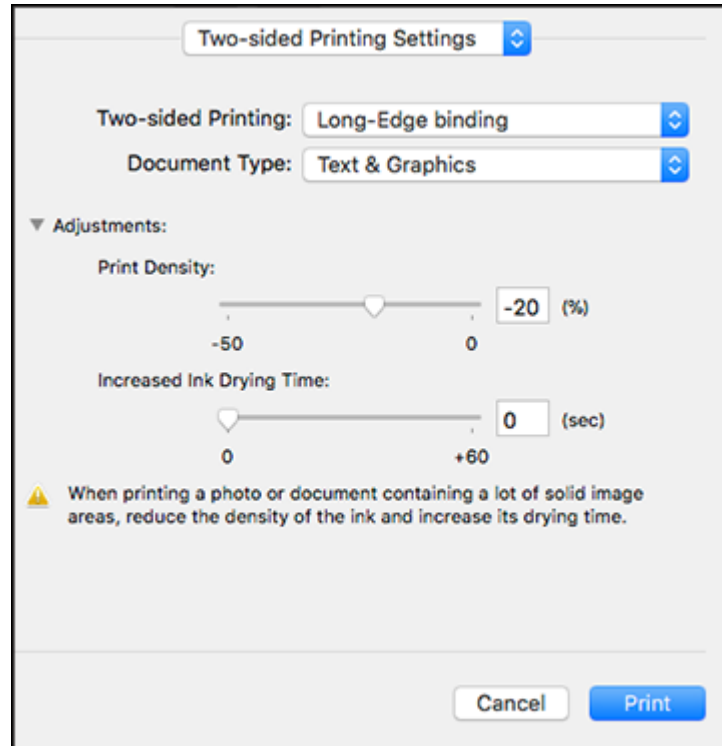 Two-sided Printing Settings
Two-sided Printing: Long-Edge binding
Document Type: Text & Graphics
Adjustments:
Print Density:
-20 (%)
-50 0
Increased Ink Drying Time:
0 (sec)
0 +60
When printing a photo or document containing a lot of solid image
areas, reduce the density of the ink and increase its drying time.
Cancel Print